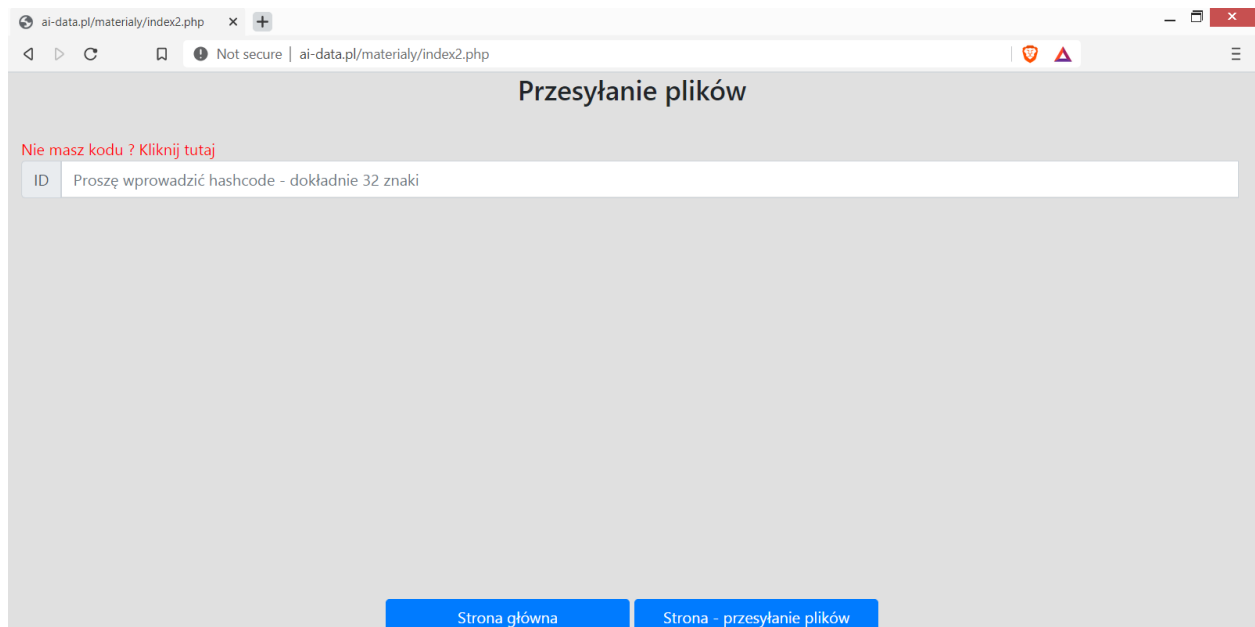 ai-data.pl/materialy/index2.php
Not secure | ai-data.pl/materialy/index2.php
Przesyłanie plików
Nie masz kodu ? Kliknij tutaj
ID Proszę wprowadzić hashcode - dokładnie 32 znaki
Strona główna Strona - przesyłanie plików